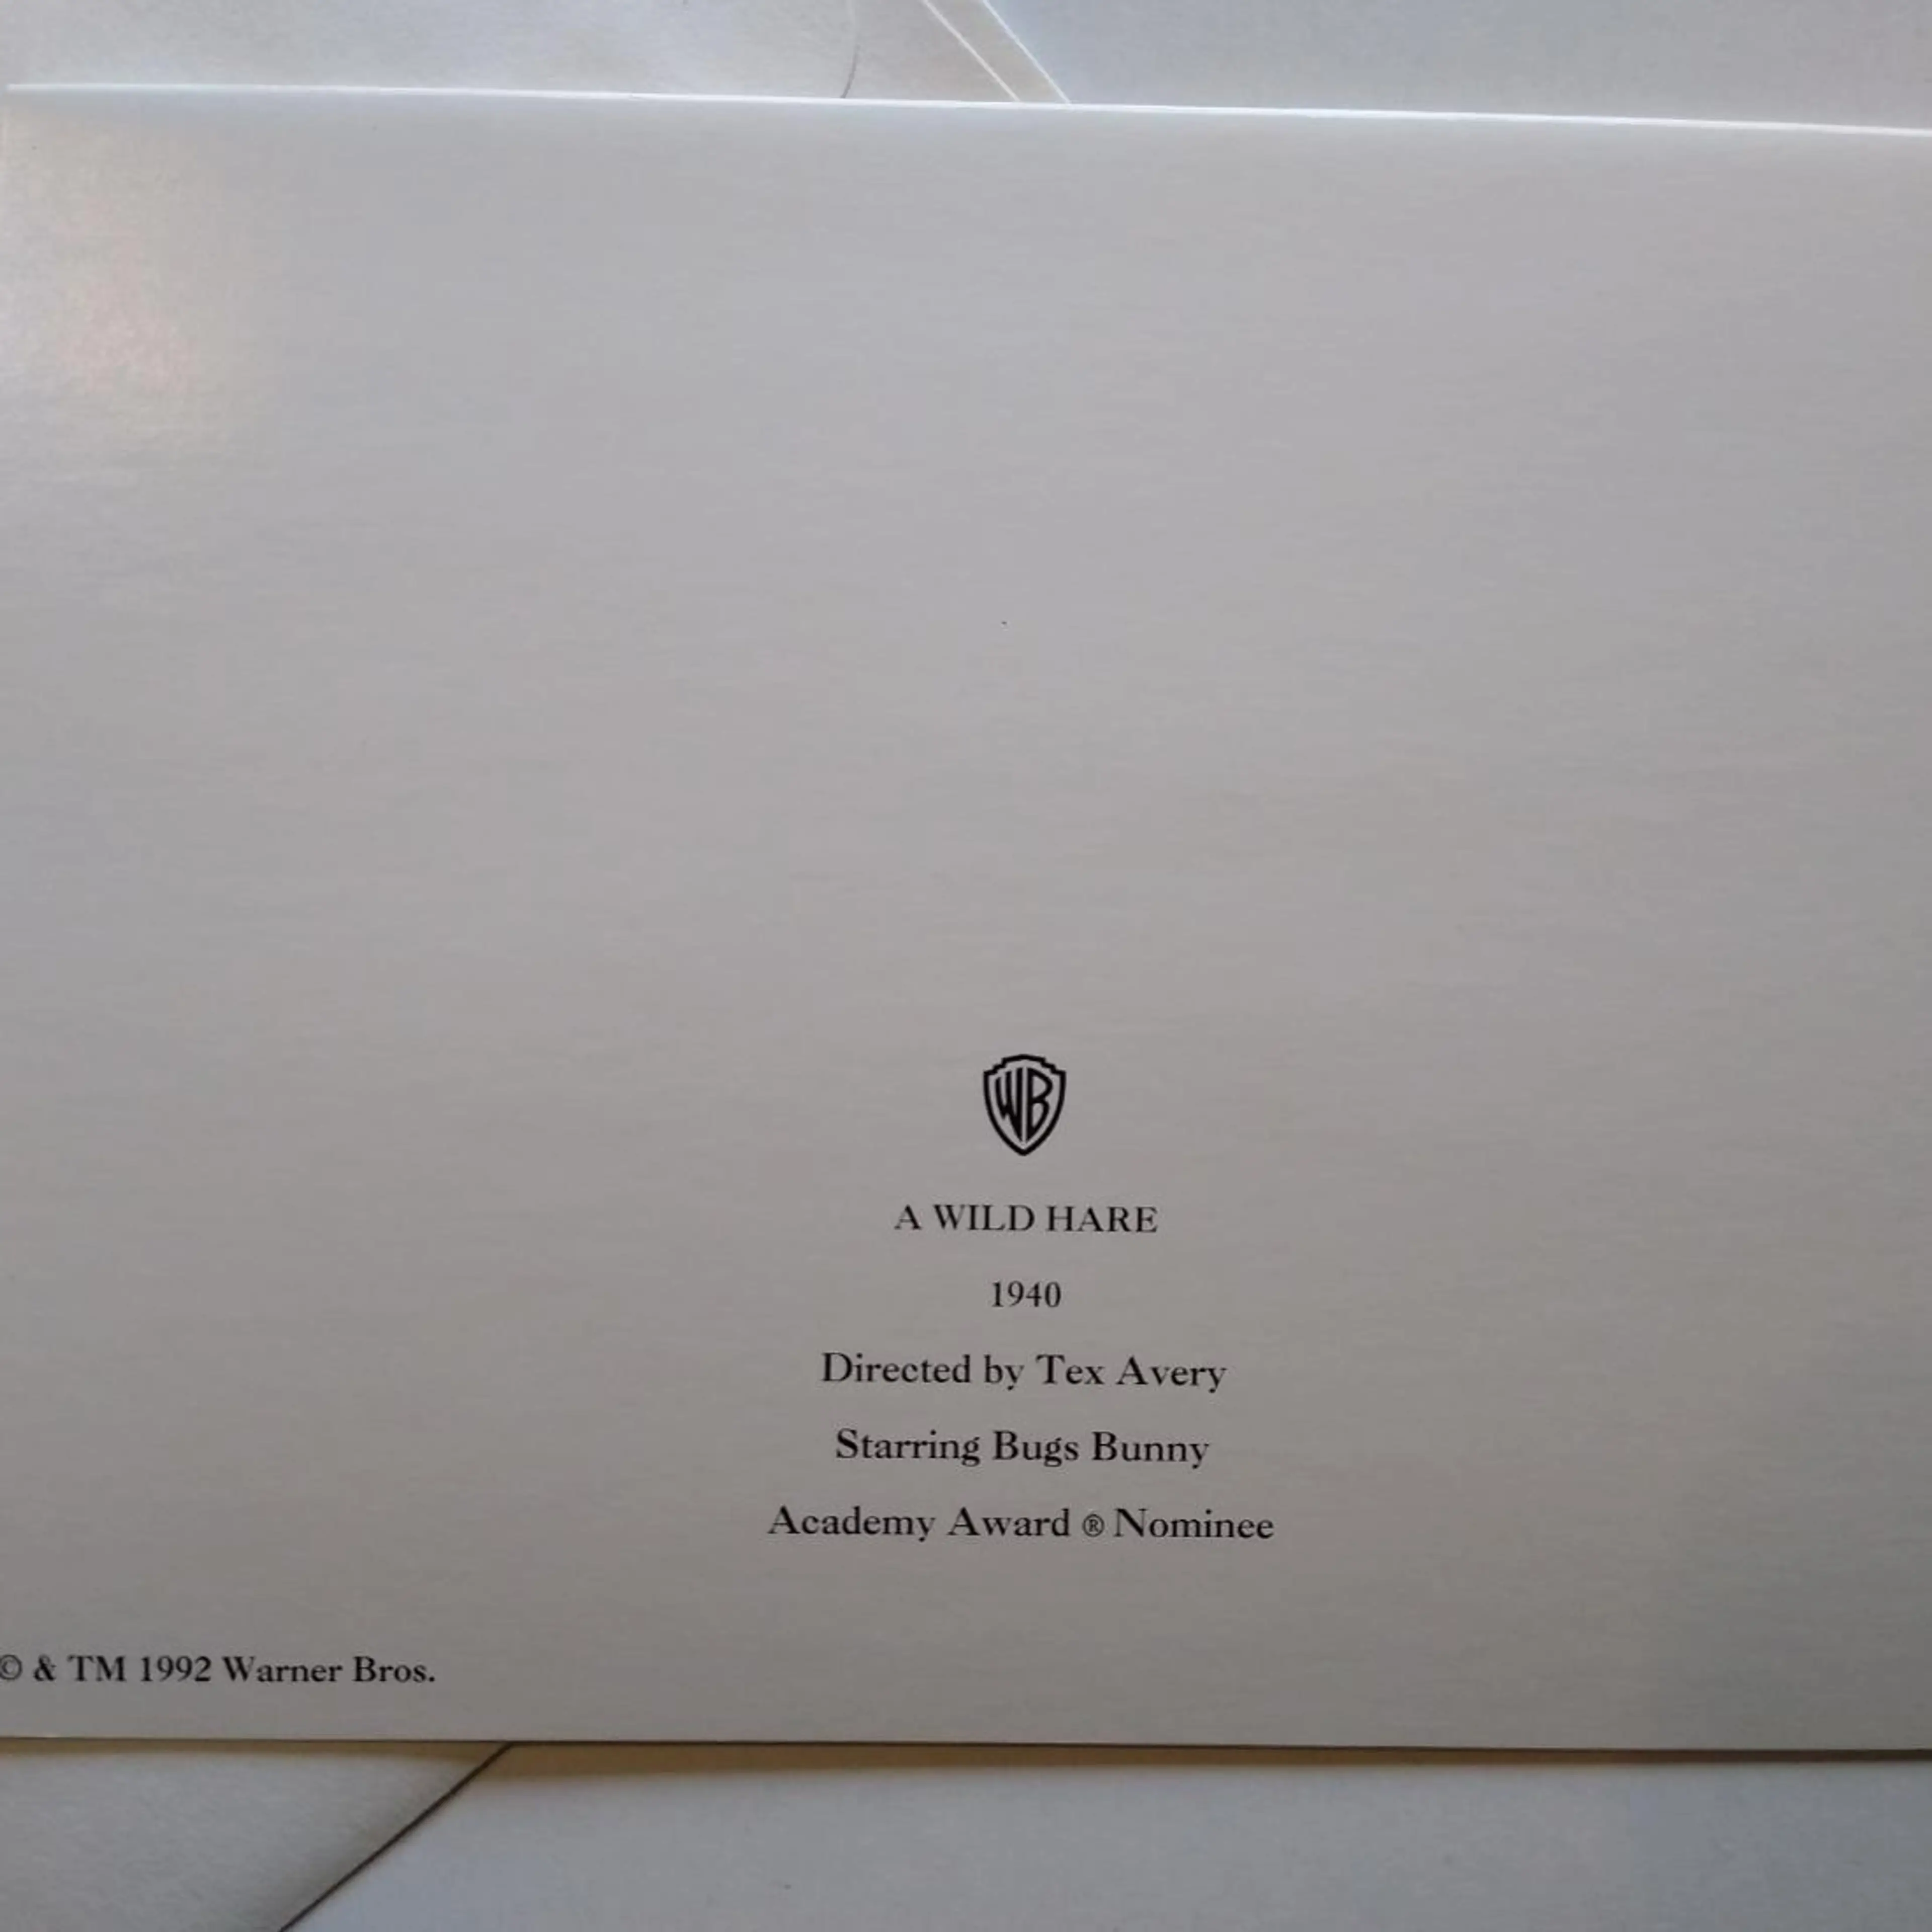 WB
A WILD HARE
1940
Directed by Tex Avery
Starring Bugs Bunny
Academy Award ® Nominee
© & TM 1992 Warner Bros.